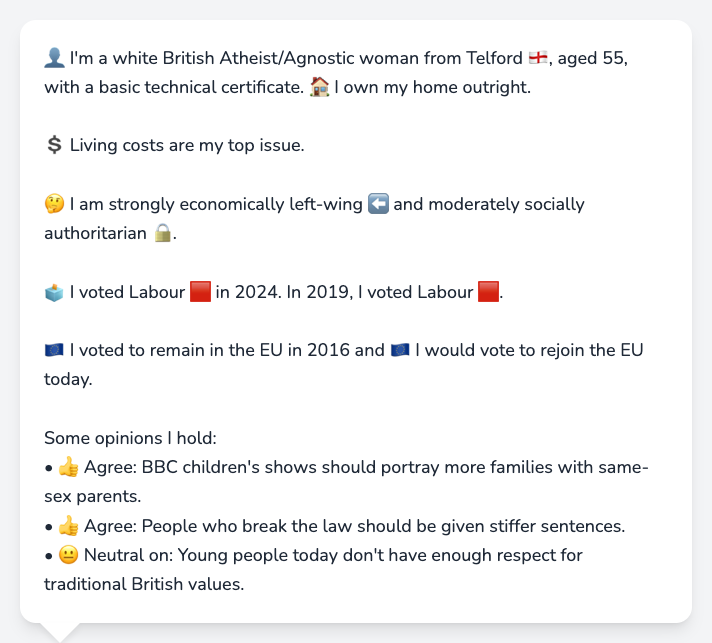 👤 I'm a white British Atheist/Agnostic woman from Telford 🏴󠁧󠁢󠁥󠁮󠁧󠁿, aged 55,
with a basic technical certificate. 🏠 I own my home outright.
💲 Living costs are my top issue.
🤔 I am strongly economically left-wing ⬅️ and moderately socially
authoritarian 🔒.
🗳️ I voted Labour 🟥 in 2024. In 2019, I voted Labour 🟥.
🇪🇺 I voted to remain in the EU in 2016 and 🇪🇺 I would vote to rejoin the EU
today.
Some opinions I hold:
• 👍 Agree: BBC children's shows should portray more families with same-
sex parents.
• 👍 Agree: People who break the law should be given stiffer sentences.
• 😐 Neutral on: Young people today don't have enough respect for
traditional British values.